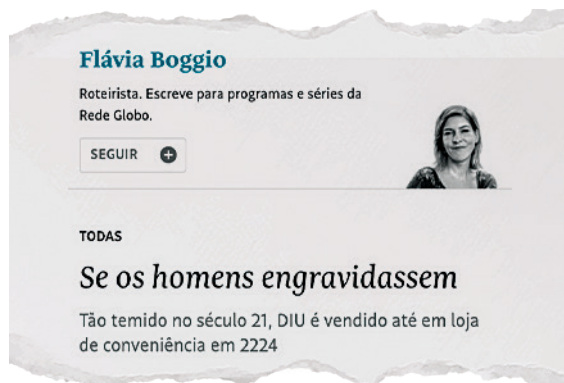 Flávia Boggio
Roteirista. Escreve para programas e séries da
Rede Globo.
SEGUIR
TODAS
Se os homens engravidassem
Tão temido no século 21, DIU é vendido até em loja
de conveniência em 2224